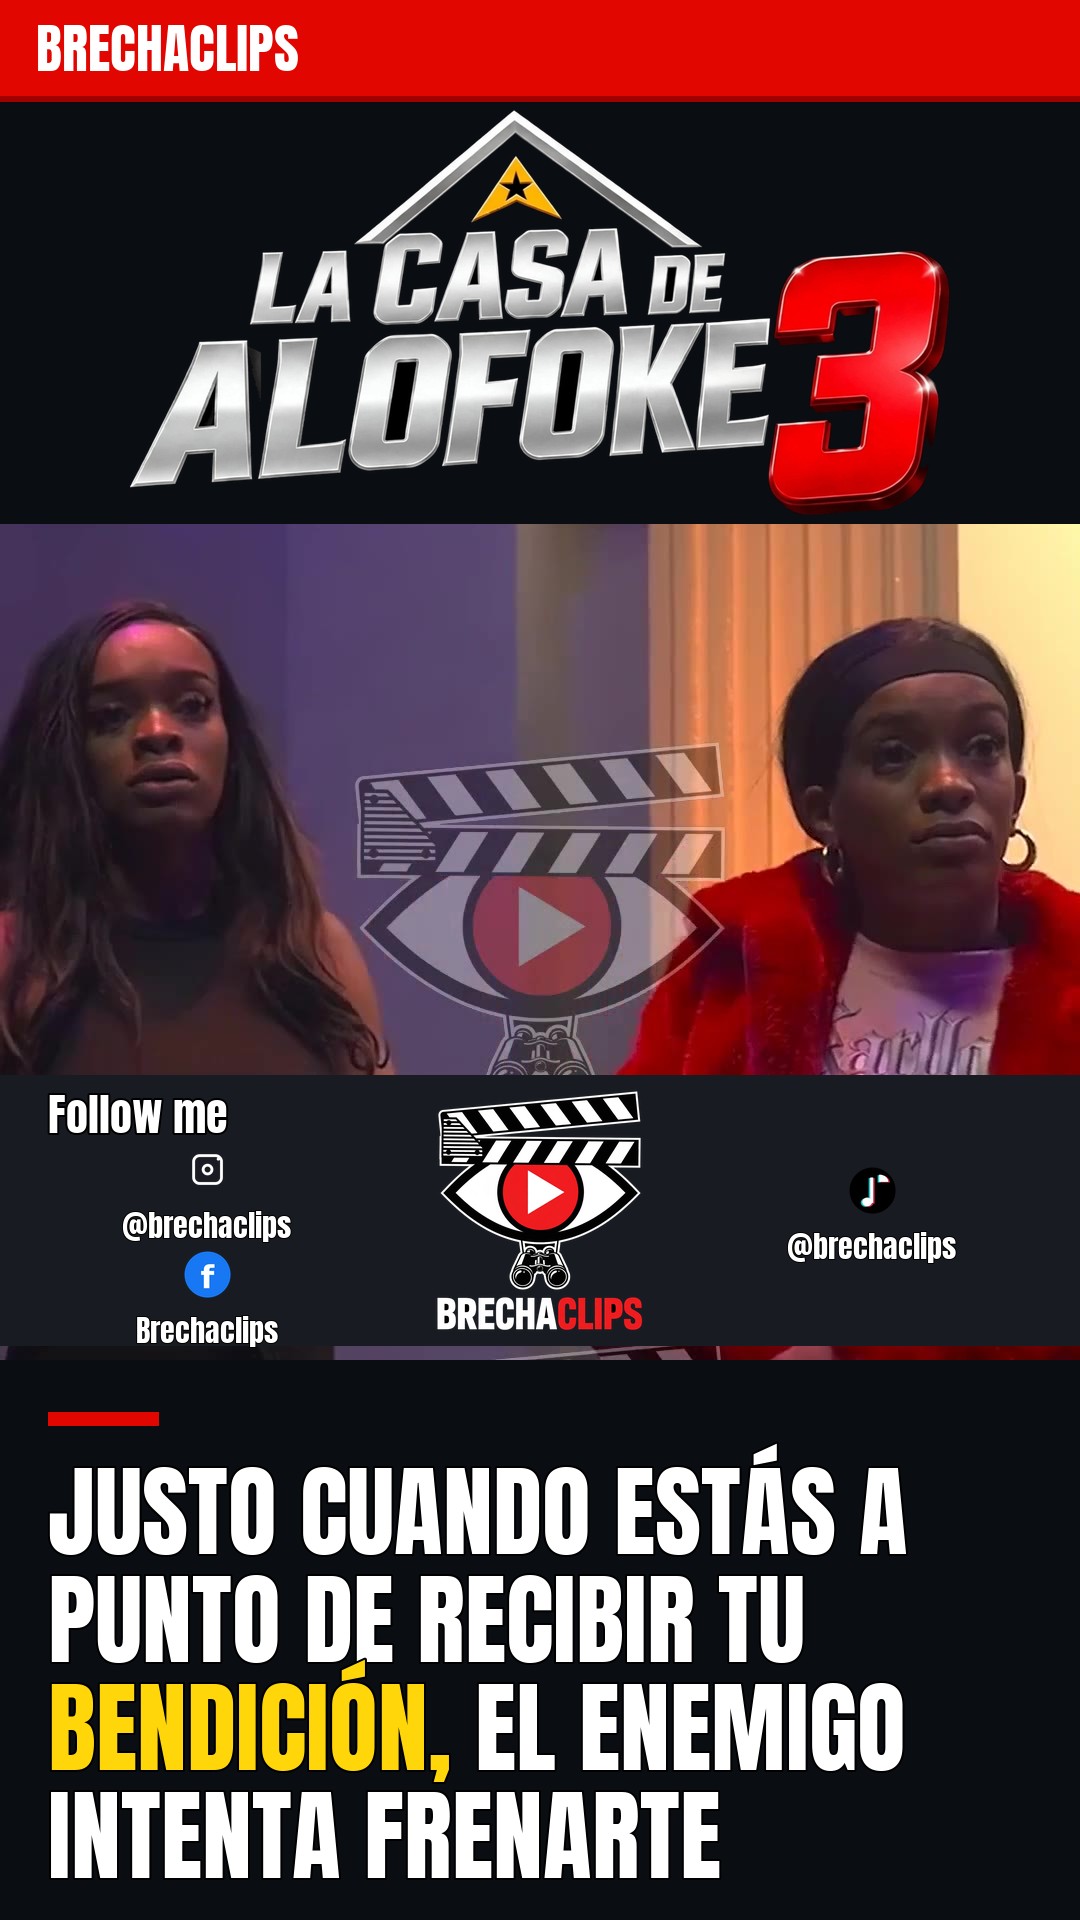 BRECHACLIPS
LA CASA DE
ALOFOKE 3
Follow me
@brechaclips
Brechaclips
BRECHACLIPS
@brechaclips
JUSTO CUANDO ESTÁS A
PUNTO DE RECIBIR TU
BENDICIÓN, EL ENEMIGO
INTENTA FRENARTE